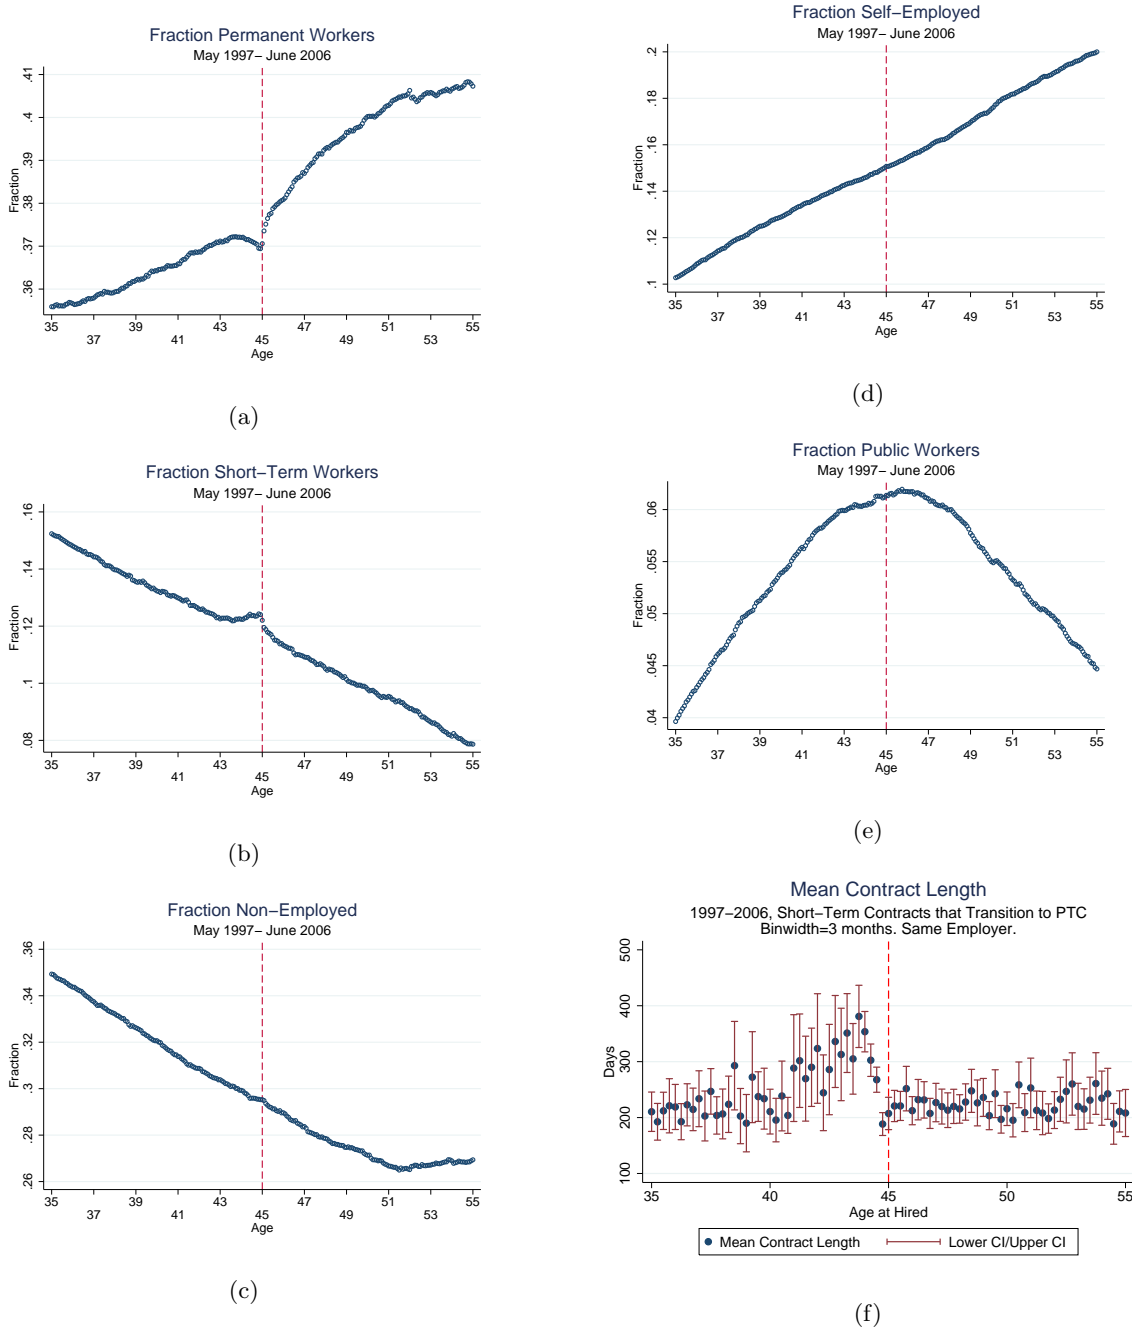 Fraction Permanent Workers
May 1997– June 2006
Fraction
.36 .37 .38 .39 .4 .41
35 37 39 41 43 45 47 49 51 53 55
Age
(a)
Fraction Short–Term Workers
May 1997– June 2006
Fraction
.08 .1 .12 .14 .16
35 37 39 41 43 45 47 49 51 53 55
Age
(b)
Fraction Non–Employed
May 1997– June 2006
Fraction
.26 .28 .3 .32 .34 .36
35 37 39 41 43 45 47 49 51 53 55
Age
(c)
Fraction Self–Employed
May 1997– June 2006
Fraction
.1 .12 .14 .16 .18 .2
35 37 39 41 43 45 47 49 51 53 55
Age
(d)
Fraction Public Workers
May 1997– June 2006
Fraction
.04 .045 .05 .055 .06
35 37 39 41 43 45 47 49 51 53 55
Age
(e)
Mean Contract Length
1997–2006, Short–Term Contracts that Transition to PTC
Binwidth=3 months. Same Employer.
Days
100 200 300 400 500
35 40 45 50 55
Age at Hired
Mean Contract Length Lower CI/Upper CI
(f)